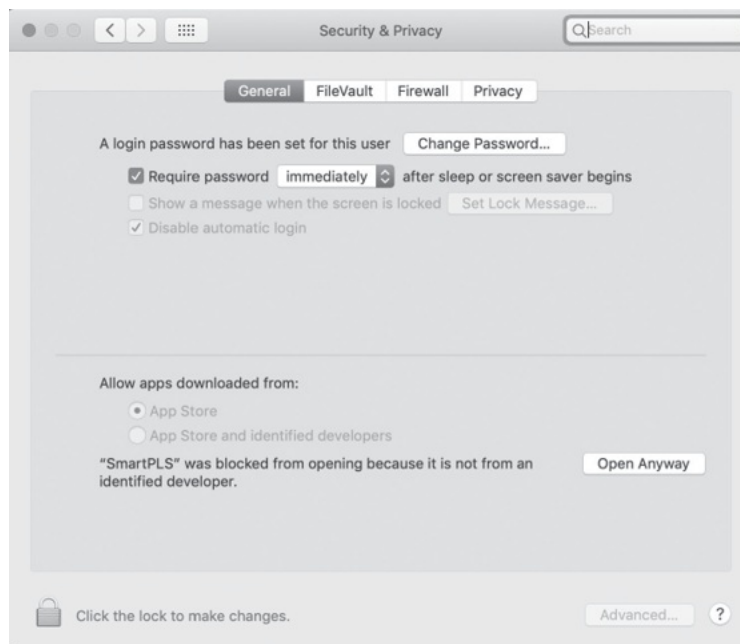 Security & Privacy
Search
General FileVault Firewall Privacy
A login password has been set for this user Change Password...
Require password immediately after sleep or screen saver begins
Show a message when the screen is locked Set Lock Message...
Disable automatic login
Allow apps downloaded from:
App Store
App Store and identified developers
“SmartPLS” was blocked from opening because it is not from an Open Anyway
identified developer.
Click the lock to make changes. Advanced... ?